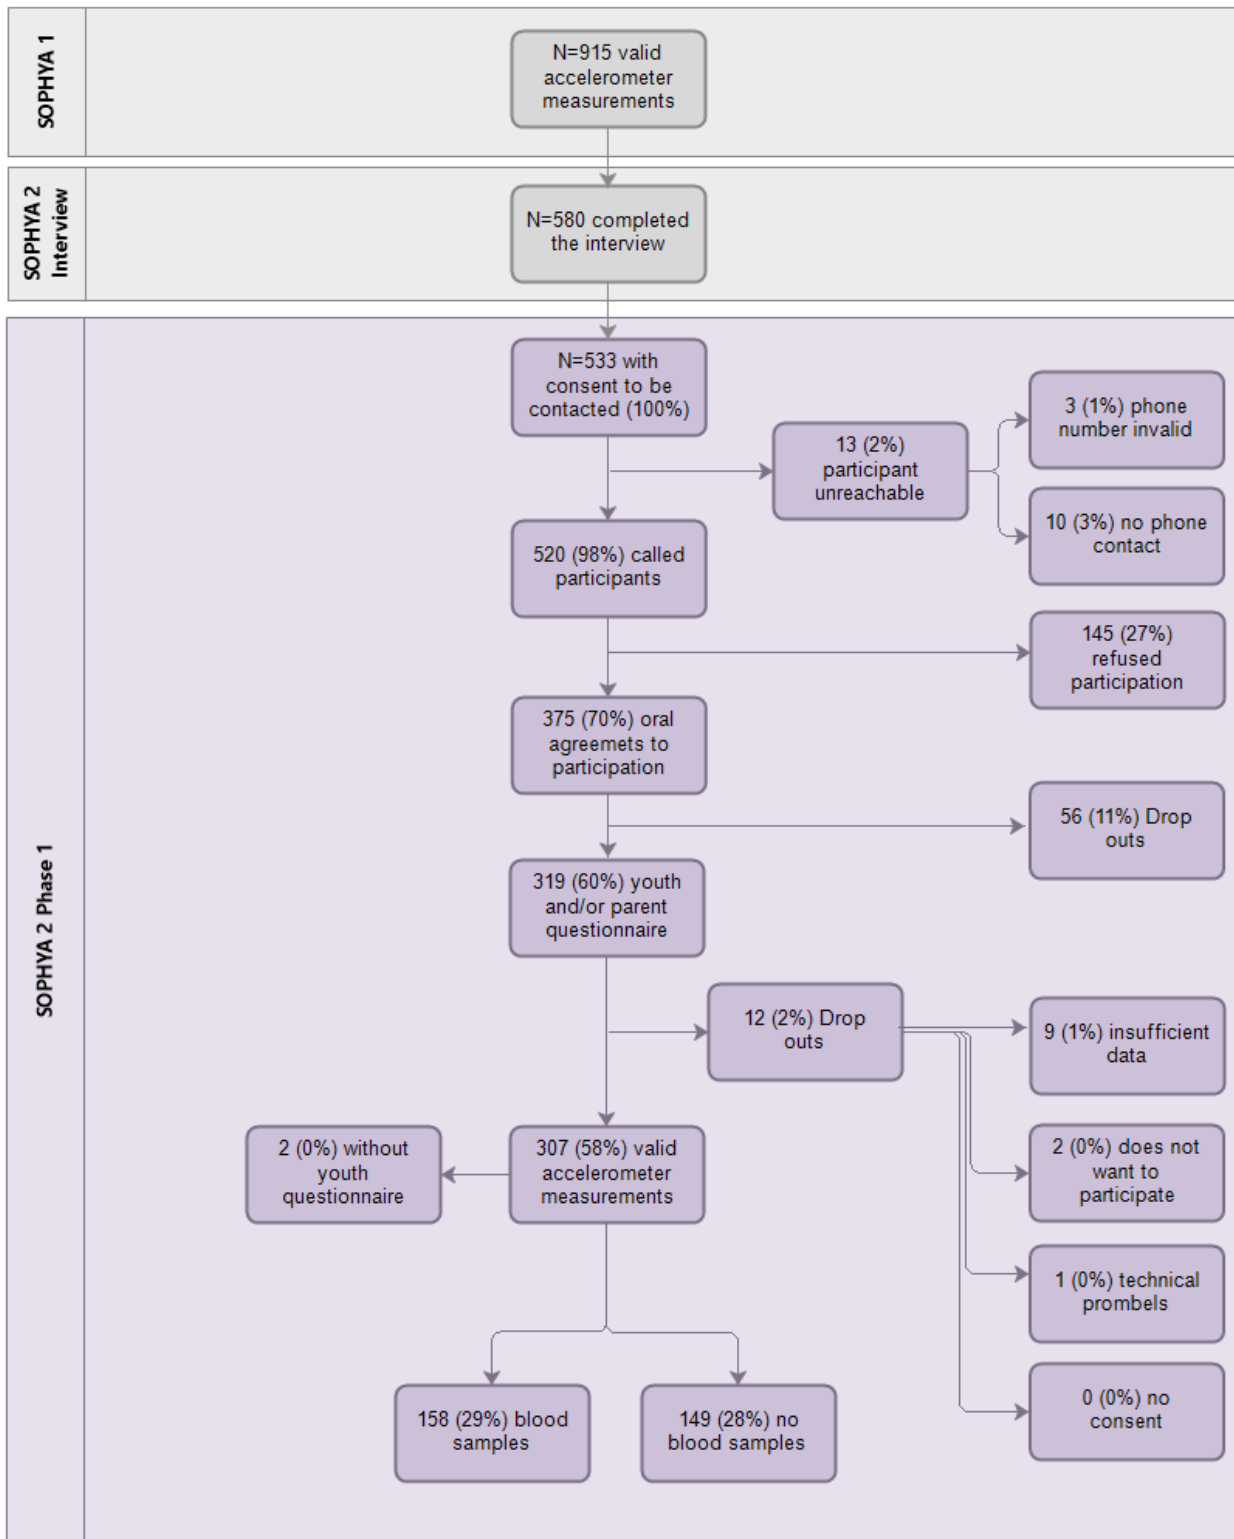 SOPHYA 1
N=915 valid
accelerometer
measurements
SOPHYA 2
Interview
N=580 completed
the interview
SOPHYA 2 Phase 1
N=533 with
consent to be
contacted (100%)
13 (2%)
participant
unreachable
3 (1%) phone
number invalid
10 (3%) no phone
contact
520 (98%) called
participants
145 (27%)
refused
participation
375 (70%) oral
agreemets to
participation
56 (11%) Drop
outs
319 (60%) youth
and/or parent
questionnaire
12 (2%) Drop
outs
9 (1%) insufficient
data
2 (0%) does not
want to
participate
1 (0%) technical
prombels
0 (0%) no
consent
2 (0%) without
youth
questionnaire
307 (58%) valid
accelerometer
measurements
158 (29%) blood
samples
149 (28%) no
blood samples